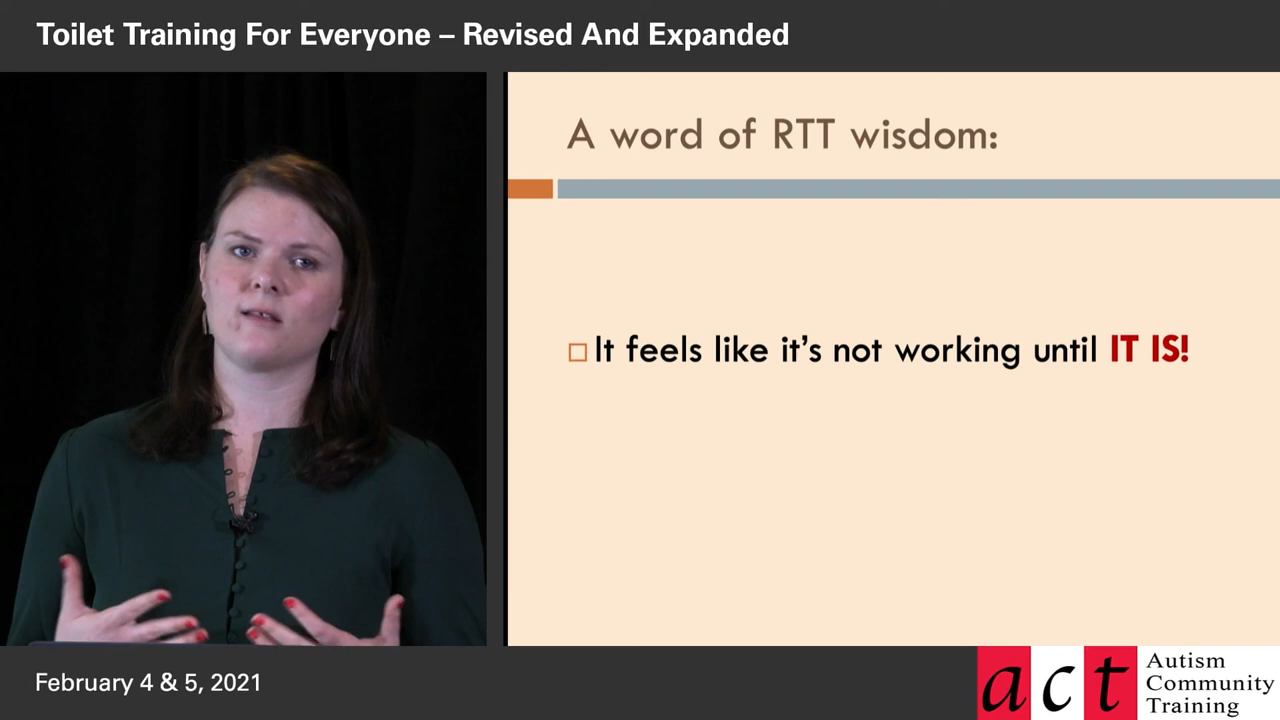 Toilet Training For Everyone – Revised And Expanded
A word of RTT wisdom:
It feels like it's not working until IT IS!
February 4 & 5, 2021
act
Autism
Community
Training